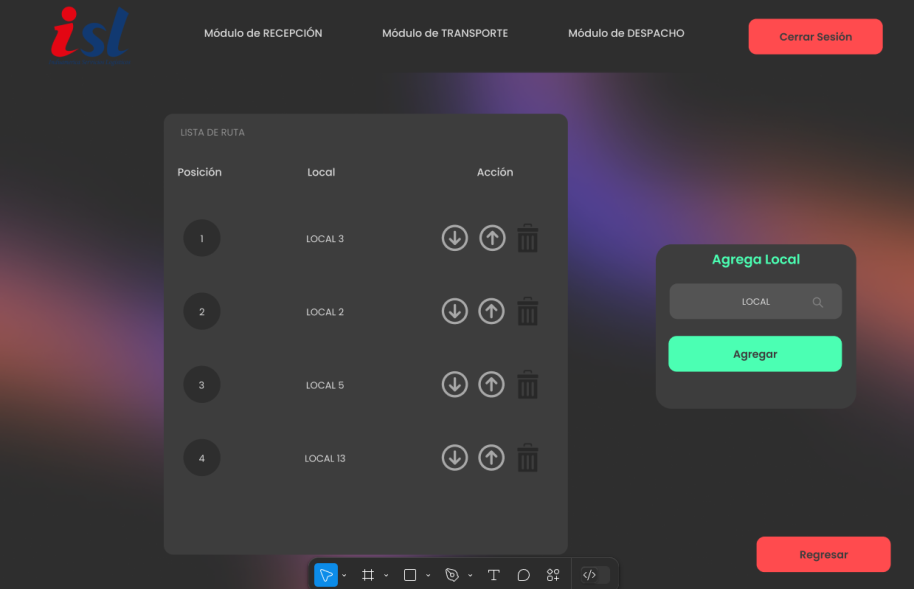 isl
Módulo de RECEPCIÓN
Módulo de TRANSPORTE
Módulo de DESPACHO
Cerrar Sesión
LISTA DE RUTA
Posición Local Acción
1 LOCAL 3
2 LOCAL 2
3 LOCAL 5
4 LOCAL 13
Agrega Local
LOCAL
Agregar
Regresar